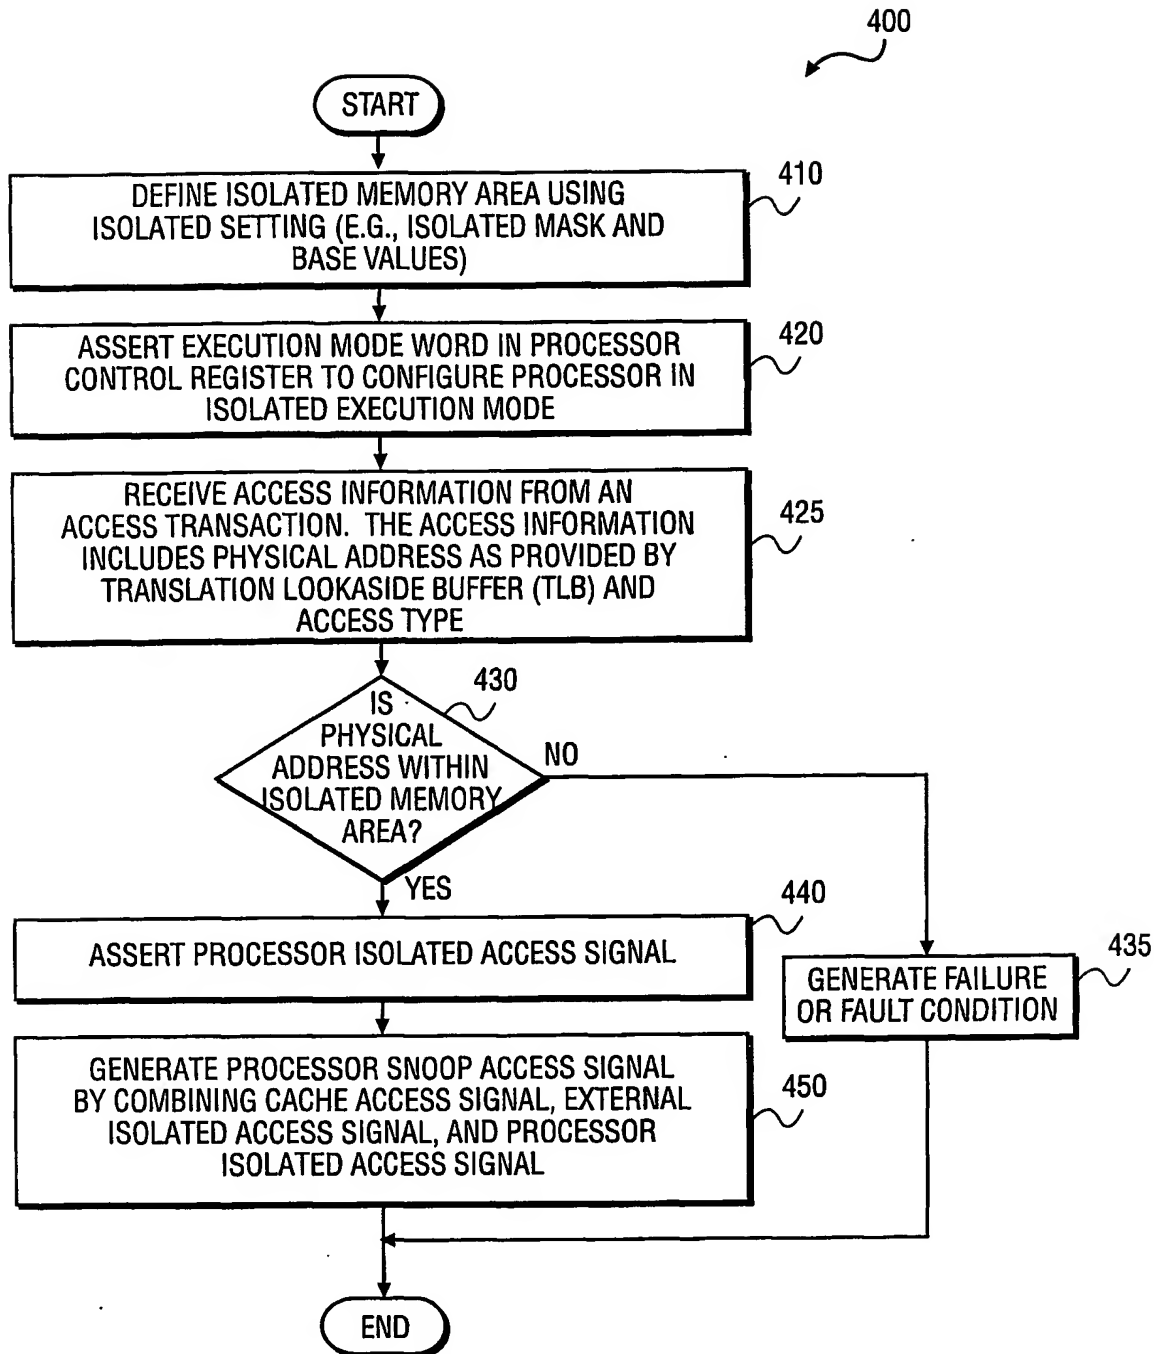 400
START
410
DEFINE ISOLATED MEMORY AREA USING
ISOLATED SETTING (E.G., ISOLATED MASK AND
BASE VALUES)
420
ASSERT EXECUTION MODE WORD IN PROCESSOR
CONTROL REGISTER TO CONFIGURE PROCESSOR IN
ISOLATED EXECUTION MODE
425
RECEIVE ACCESS INFORMATION FROM AN
ACCESS TRANSACTION. THE ACCESS INFORMATION
INCLUDES PHYSICAL ADDRESS AS PROVIDED BY
TRANSLATION LOOKASIDE BUFFER (TLB) AND
ACCESS TYPE
430
IS
PHYSICAL
ADDRESS WITHIN
ISOLATED MEMORY
AREA?
NO
YES
440
ASSERT PROCESSOR ISOLATED ACCESS SIGNAL
435
GENERATE FAILURE
OR FAULT CONDITION
450
GENERATE PROCESSOR SNOOP ACCESS SIGNAL
BY COMBINING CACHE ACCESS SIGNAL, EXTERNAL
ISOLATED ACCESS SIGNAL, AND PROCESSOR
ISOLATED ACCESS SIGNAL
END